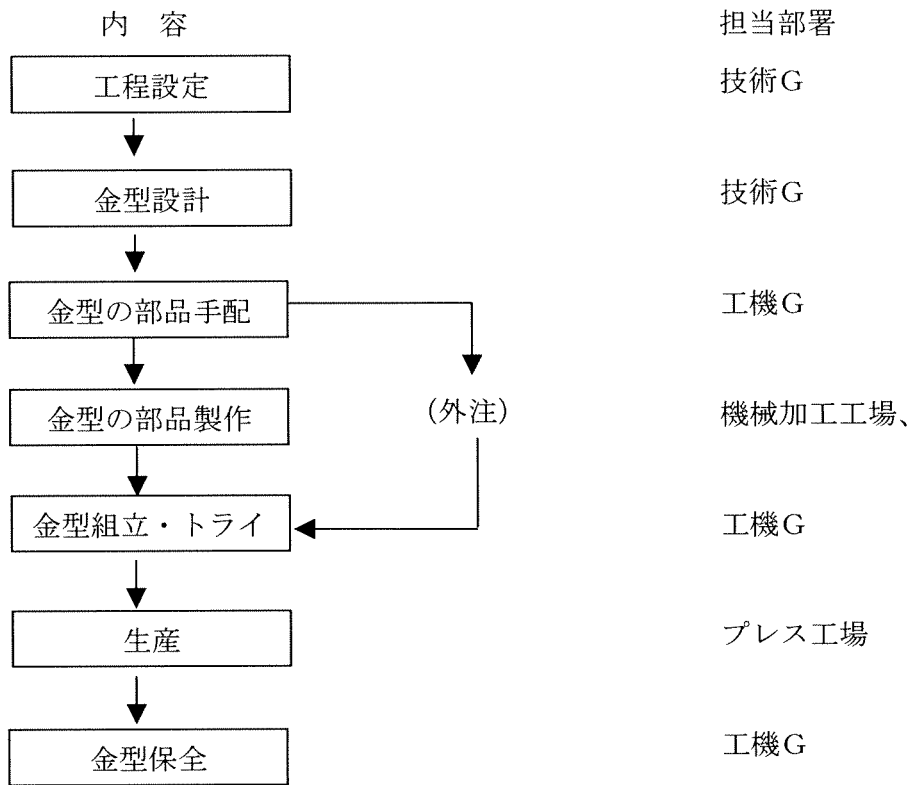 内 容 担当部署
工程設定 技術G
金型設計 技術G
金型の部品手配 工機G
金型の部品製作 (外注) 機械加工工場、
金型組立・トライ 工機G
生産 プレス工場
金型保全 工機G